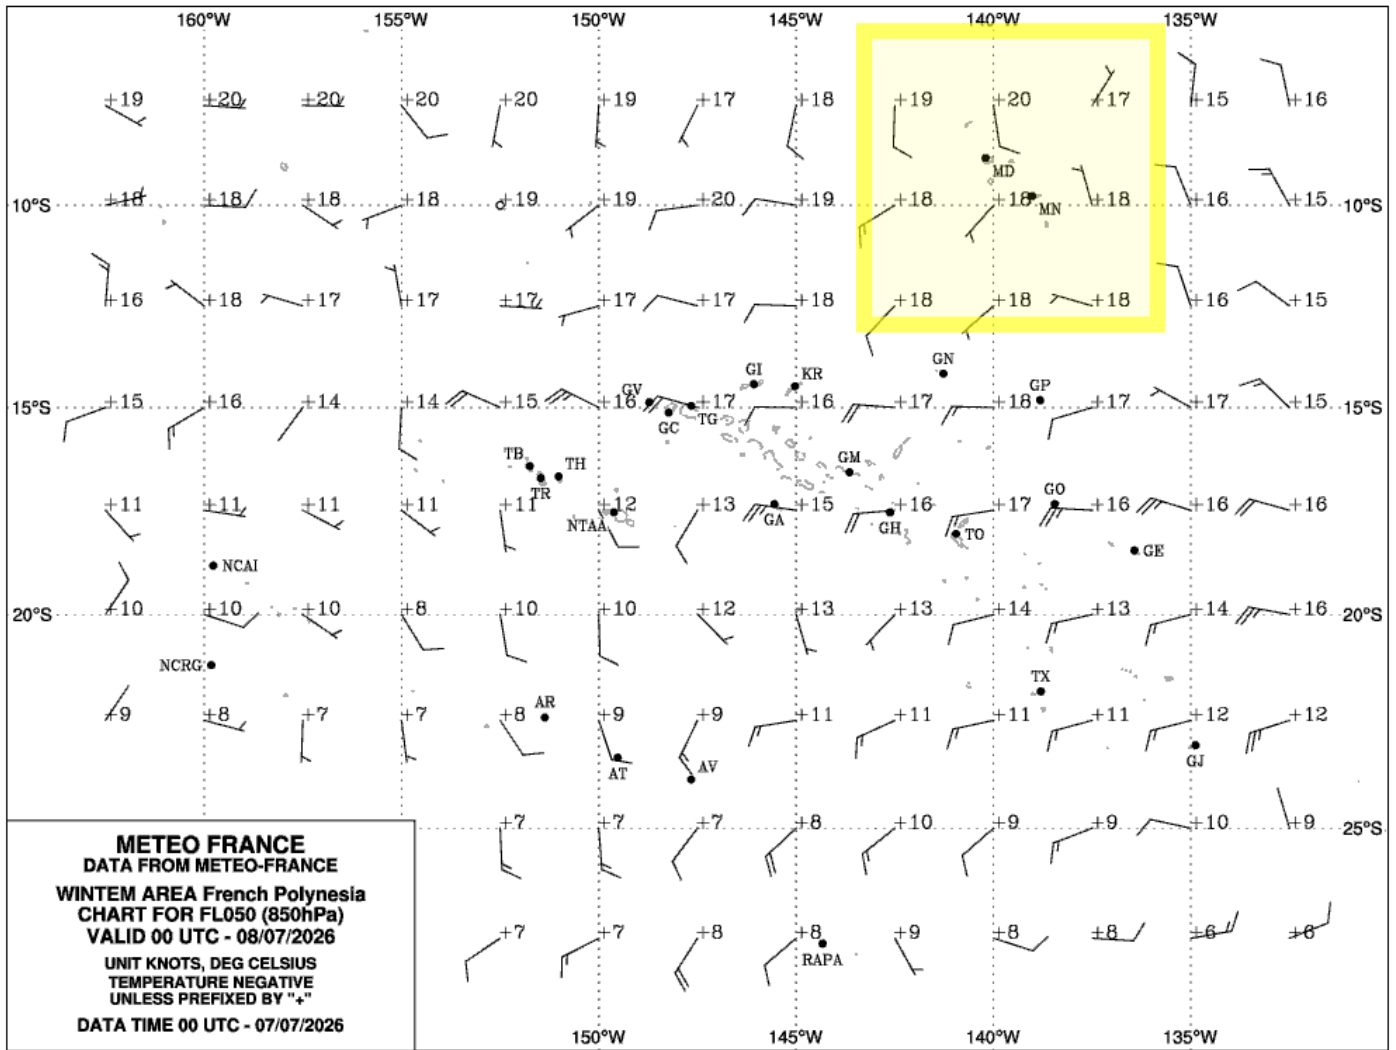 160°W 155°W 150°W 145°W 140°W 135°W
+19 +20 +20 +20 +20 +19 +17 +18 +19 +20 +17 +15 +16
MD
10°S +18 +18 +18 +18 +19 +19 +20 +19 +18 +18 +18 +16 +15 10°S
MN
+16 +18 +17 +17 +17 +17 +17 +18 +18 +18 +18 +16 +15
GN
GI KR
GV GP
15°S +15 +16 +14 +14 +15 +16 +17 +16 +17 +18 +17 +17 +15 15°S
GC TG
TB TH GM
TR GO
+11 +11 +11 +11 +11 +12 +13 +15 +16 +17 +16 +16 +16
NTAA GA GH TO
GE
NCAI
20°S +10 +10 +10 +8 +10 +10 +12 +13 +13 +14 +13 +14 +16 20°S
NCRG
TX
AR
+9 +8 +7 +7 +8 +9 +9 +11 +11 +11 +11 +12 +12
AT AV GJ
+7 +7 +7 +8 +10 +9 +9 +10 +9 25°S
+7 +7 +8 +8 +9 +8 +8 +6 +6
RAPA
METEO FRANCE
DATA FROM METEO-FRANCE
WINTEM AREA French Polynesia
CHART FOR FL050 (850hPa)
VALID 00 UTC - 08/07/2026
UNIT KNOTS, DEG CELSIUS
TEMPERATURE NEGATIVE
UNLESS PREFIXED BY "+"
DATA TIME 00 UTC - 07/07/2026
150°W 145°W 140°W 135°W